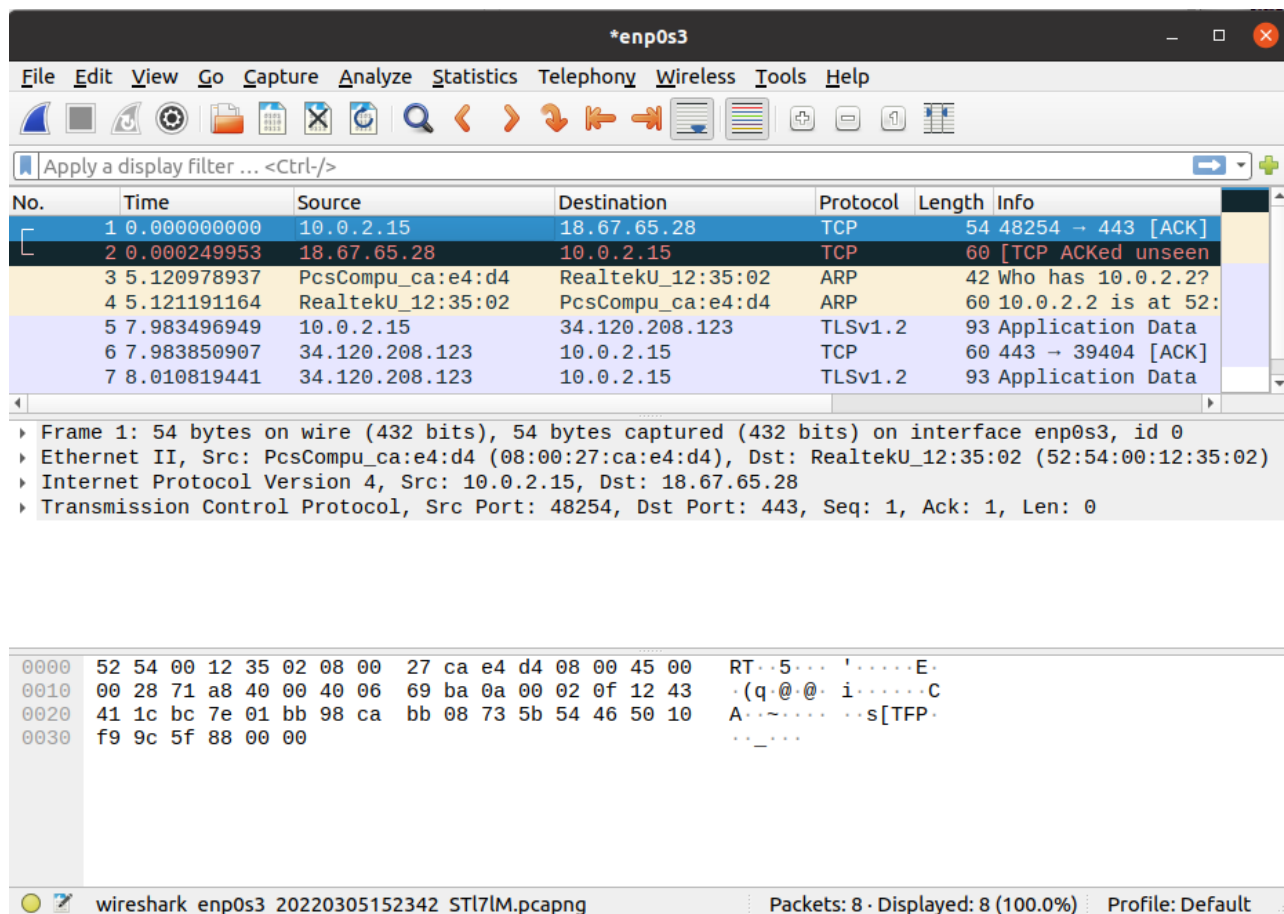 *enp0s3
File Edit View Go Capture Analyze Statistics Telephony Wireless Tools Help
Apply a display filter … <Ctrl-/>
No. Time Source Destination Protocol Length Info
1 0.000000000 10.0.2.15 18.67.65.28 TCP 54 48254 → 443 [ACK]
2 0.000249953 18.67.65.28 10.0.2.15 TCP 60 [TCP ACKed unseen
3 5.120978937 PcsCompu_ca:e4:d4 RealtekU_12:35:02 ARP 42 Who has 10.0.2.2?
4 5.121191164 RealtekU_12:35:02 PcsCompu_ca:e4:d4 ARP 60 10.0.2.2 is at 52:
5 7.983496949 10.0.2.15 34.120.208.123 TLSv1.2 93 Application Data
6 7.983850907 34.120.208.123 10.0.2.15 TCP 60 443 → 39404 [ACK]
7 8.010819441 34.120.208.123 10.0.2.15 TLSv1.2 93 Application Data
Frame 1: 54 bytes on wire (432 bits), 54 bytes captured (432 bits) on interface enp0s3, id 0
Ethernet II, Src: PcsCompu_ca:e4:d4 (08:00:27:ca:e4:d4), Dst: RealtekU_12:35:02 (52:54:00:12:35:02)
Internet Protocol Version 4, Src: 10.0.2.15, Dst: 18.67.65.28
Transmission Control Protocol, Src Port: 48254, Dst Port: 443, Seq: 1, Ack: 1, Len: 0
0000 52 54 00 12 35 02 08 00 27 ca e4 d4 08 00 45 00 RT··5··· '·····E·
0010 00 28 71 a8 40 00 40 06 69 ba 0a 00 02 0f 12 43 ·(q·@·@· i······C
0020 41 1c bc 7e 01 bb 98 ca bb 08 73 5b 54 46 50 10 A··~···· ··s[TFP·
0030 f9 9c 5f 88 00 00 ··_···
wireshark_enp0s3_20220305152342_STl7lM.pcapng Packets: 8 · Displayed: 8 (100.0%) Profile: Default